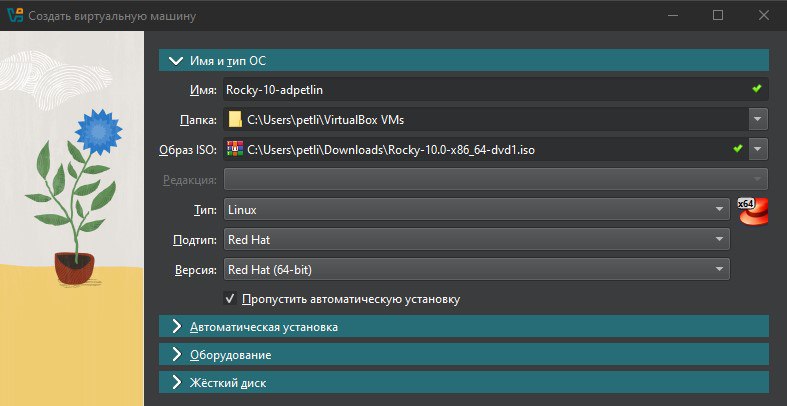 Создать виртуальную машину
Имя и тип ОС
Имя: Rocky-10-adpetlin
Папка: C:\Users\petli\VirtualBox VMs
Образ ISO: C:\Users\petli\Downloads\Rocky-10.0-x86_64-dvd1.iso
Редакция:
Тип: Linux x64
Подтип: Red Hat
Версия: Red Hat (64-bit)
Пропустить автоматическую установку
Автоматическая установка
Оборудование
Жёсткий диск